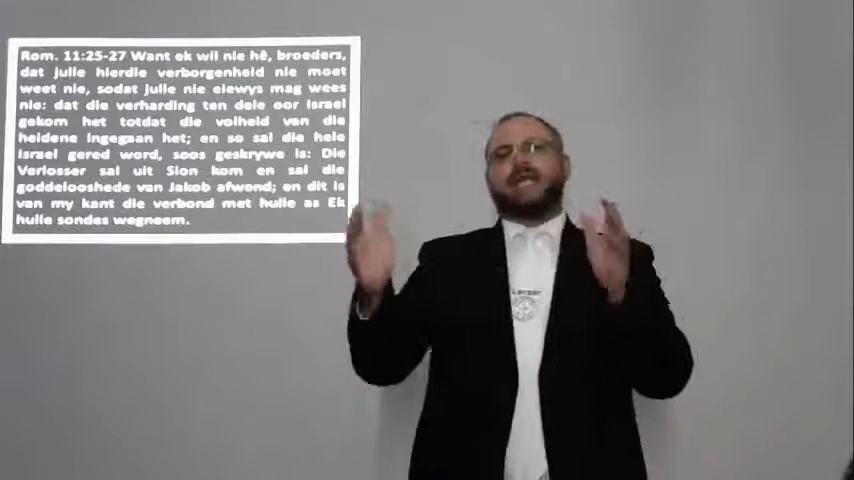 Rom. 11:25-27 Want ek wil nie hê, broeders,
dat julle hierdie verborgenheid nie moet
weet nie, sodat julle nie eiewys mag wees
nie: dat die verharding ten dele oor Israel
gekom het totdat die volheid van die
heidene ingegaan het; en so sal die hele
Israel gered word, soos geskrywe is: Die
Verlosser sal uit Sion kom en sal die
goddelooshede van Jakob afwend; en dit is
van my kant die verbond met hulle as Ek
hulle sondes wegneem.